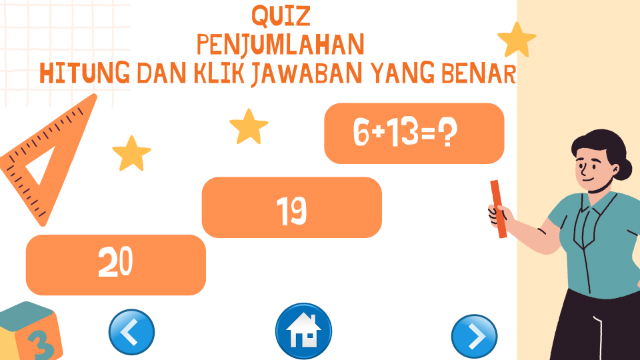 QUIZ
PENJUMLAHAN
HITUNG DAN KLIK JAWABAN YANG BENAR
6+13=?
19
20
3